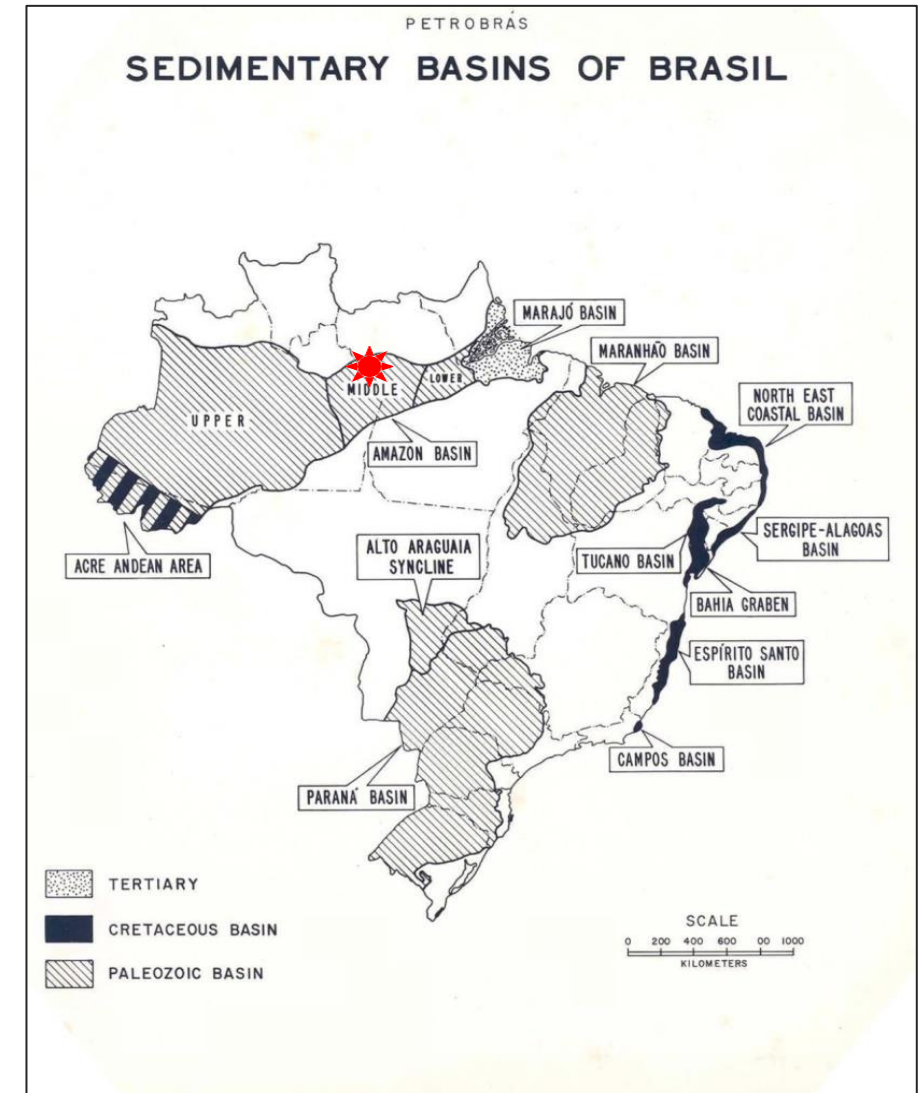 PETROBRÁS
SEDIMENTARY BASINS OF BRASIL
MARAJÓ BASIN
MARANHÃO BASIN
NORTH EAST
COASTAL BASIN
LOWER
MIDDLE
UPPER
AMAZON BASIN
SERGIPE-ALAGOAS
BASIN
ALTO ARAGUAIA
SYNCLINE
TUCANO BASIN
ACRE ANDEAN AREA
BAHIA GRABEN
ESPÍRITO SANTO
BASIN
CAMPOS BASIN
PARANÁ BASIN
TERTIARY
CRETACEOUS BASIN
PALEOZOIC BASIN
SCALE
0 200 400 600 00 1000
KILOMETERS